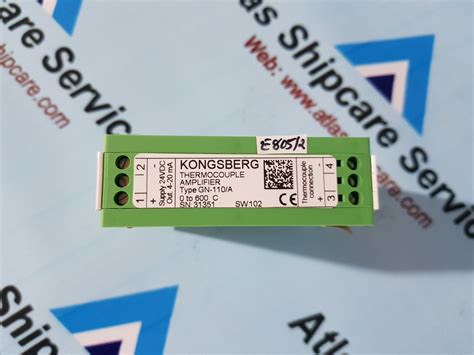 Atlas Shipcare Services
Web: www.atlas
E805/2
KONGSBERG
THERMOCOUPLE
AMPLIFIER
Type GN-110/A
0 to 600 C
SN: 31351
SW102
2
1
- +
Supply 24VDC
Out. 4-20 mA
Thermocouple
connection
+ -
4
3
CE